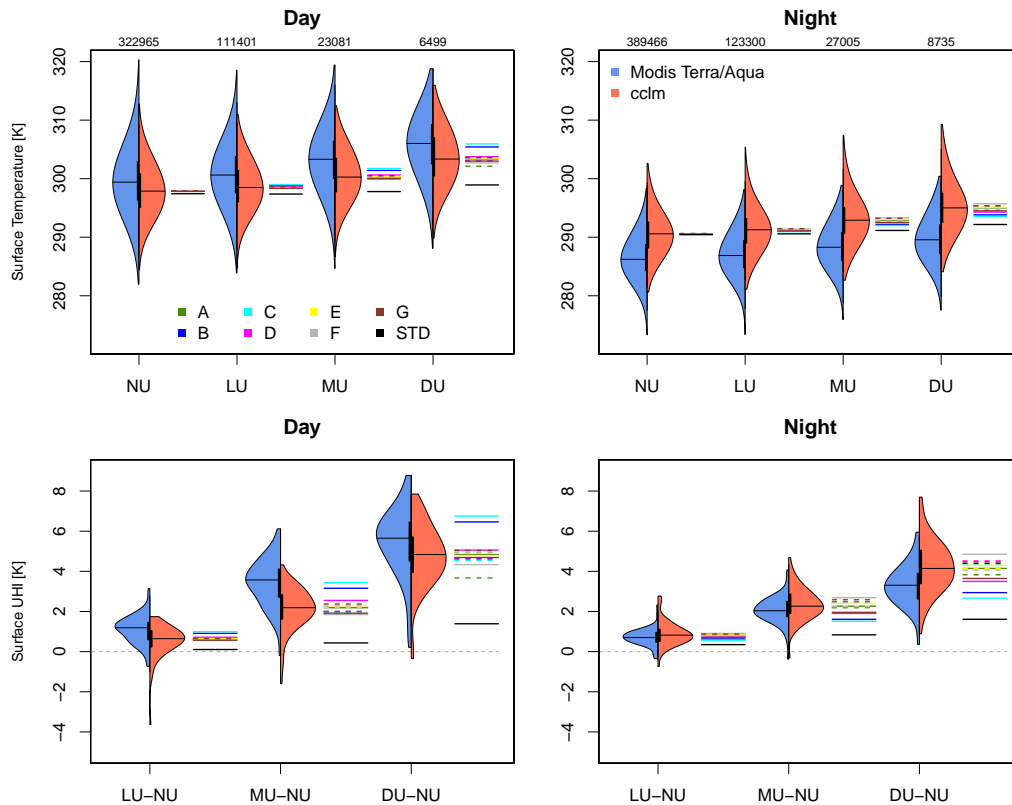 Day
322965 111401 23081 6499
Surface Temperature [K]
320
310
300
290
280
A C E G
B D F STD
NU LU MU DU
Night
389466 123300 27005 8735
Modis Terra/Aqua
cclm
320
310
300
290
280
NU LU MU DU
Day
Surface UHI [K]
8
6
4
2
0
−2
−4
LU−NU MU−NU DU−NU
Night
8
6
4
2
0
−2
−4
LU−NU MU−NU DU−NU